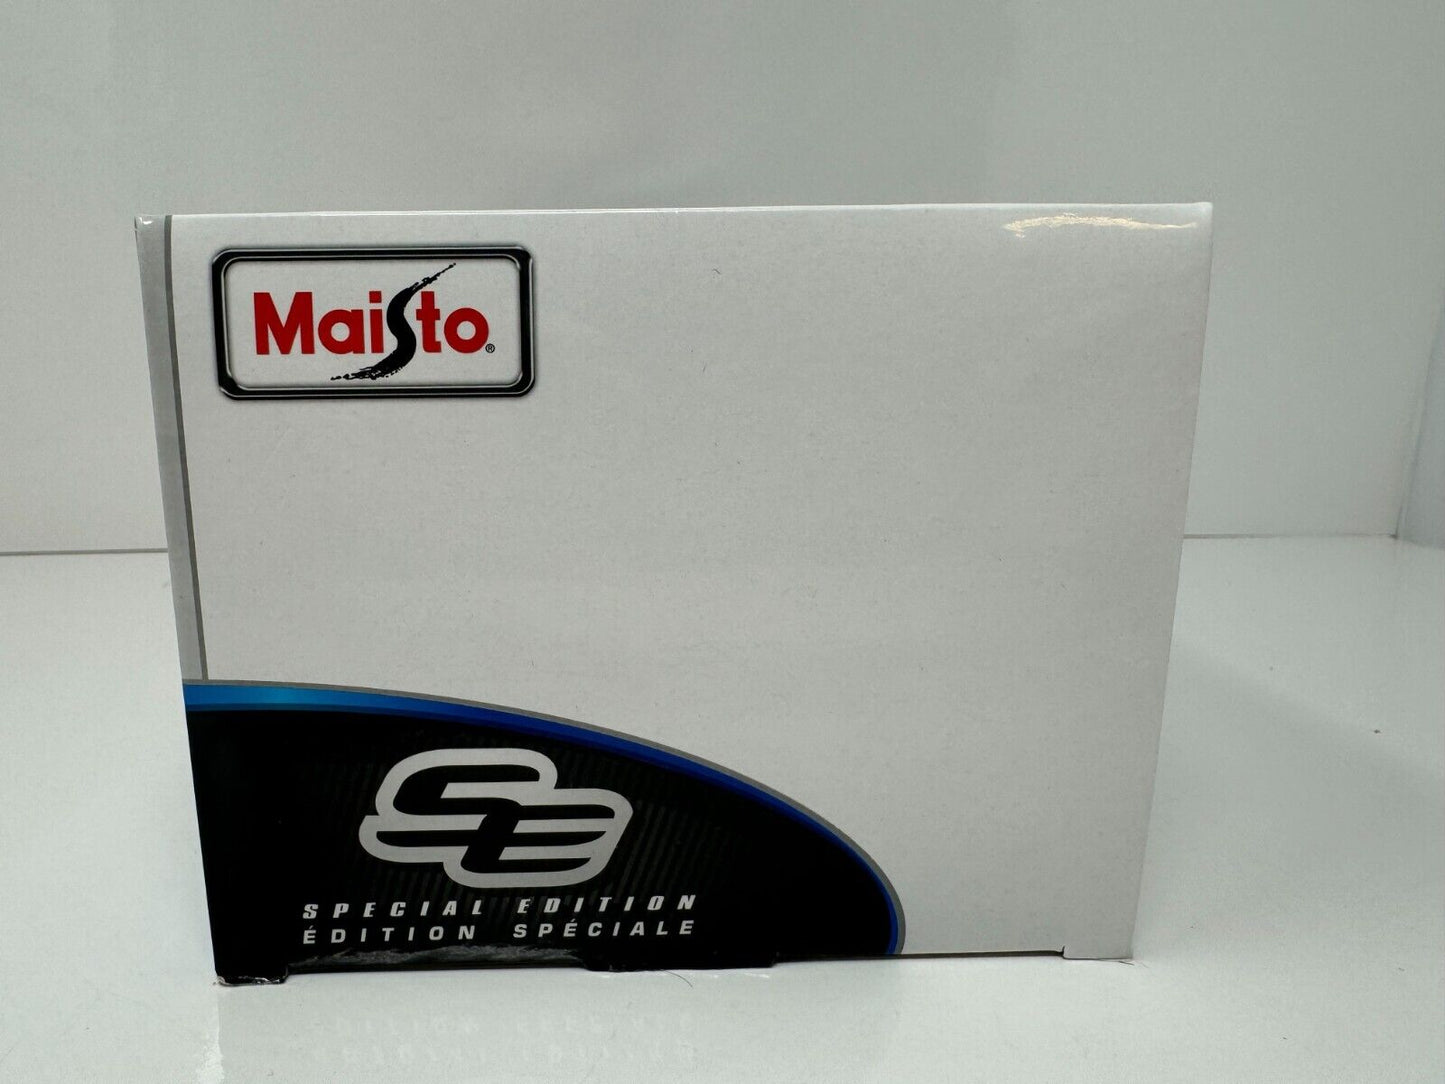 Maisto®
SE
SPECIAL EDITION
ÉDITION SPÉCIALE